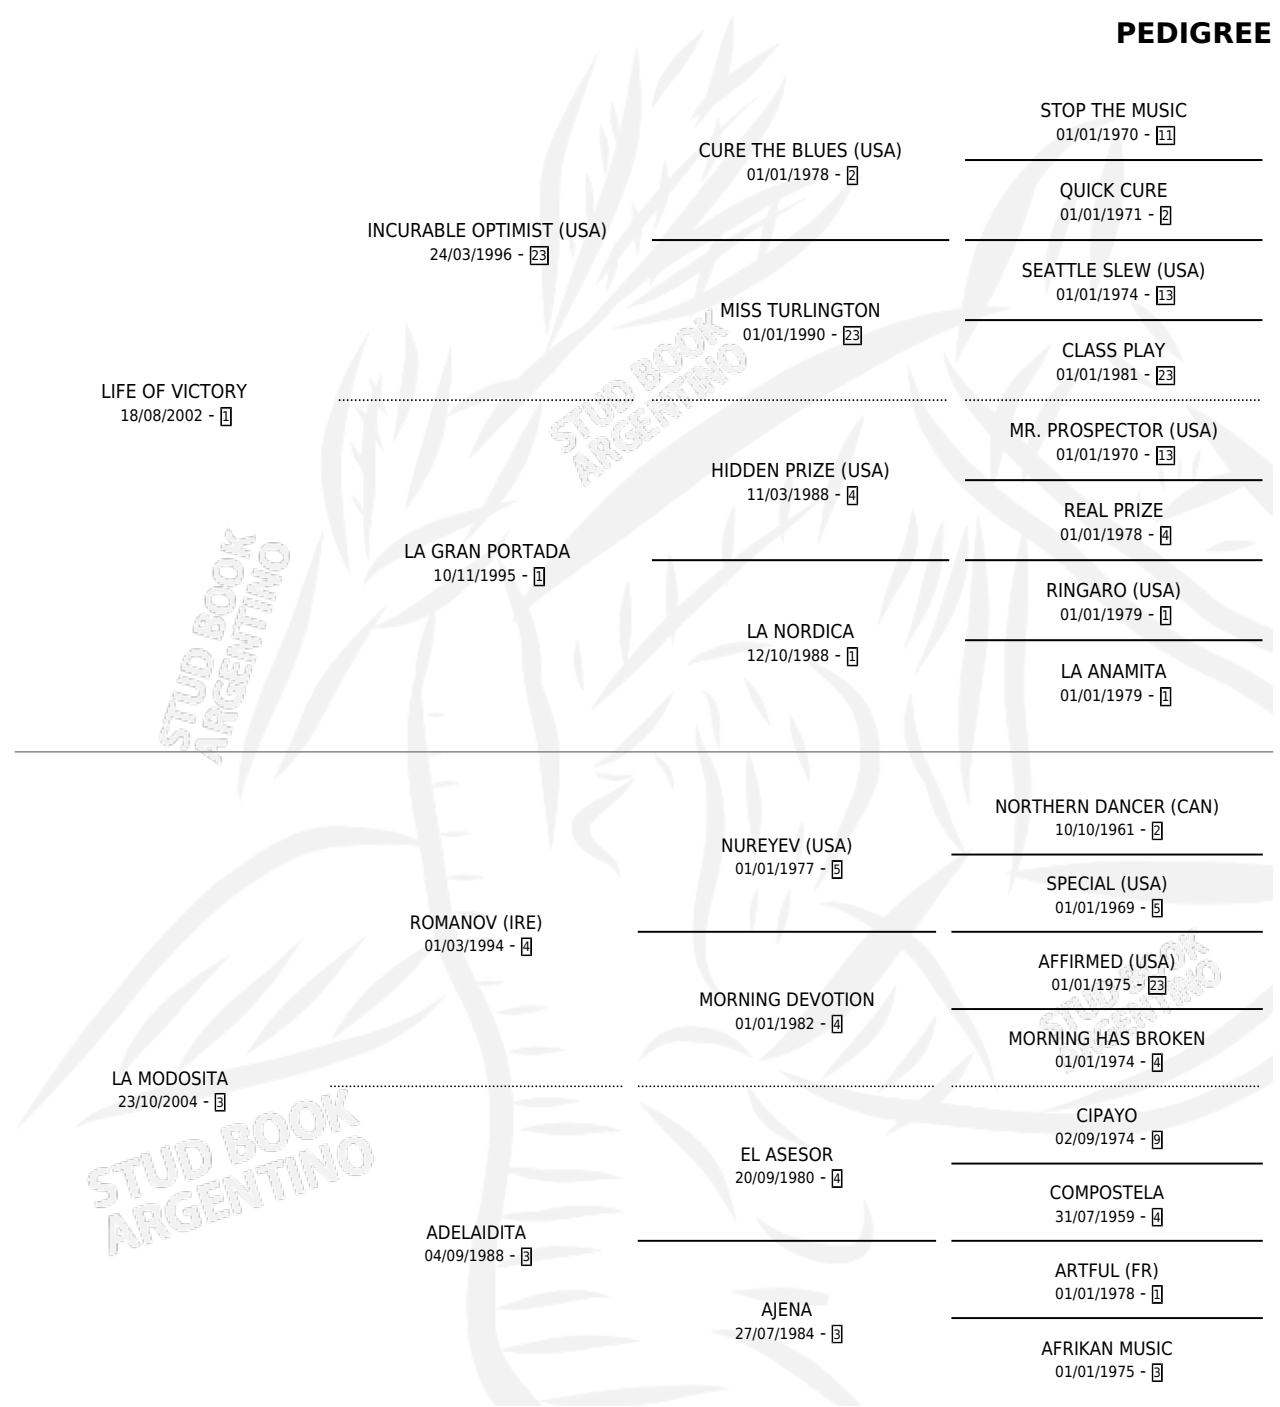 PEDIGREE
STOP THE MUSIC
01/01/1970 - 11
CURE THE BLUES (USA)
01/01/1978 - 2
QUICK CURE
01/01/1971 - 2
INCURABLE OPTIMIST (USA)
24/03/1996 - 23
SEATTLE SLEW (USA)
01/01/1974 - 13
MISS TURLINGTON
01/01/1990 - 23
CLASS PLAY
01/01/1981 - 23
LIFE OF VICTORY
18/08/2002 - 1
MR. PROSPECTOR (USA)
01/01/1970 - 13
HIDDEN PRIZE (USA)
11/03/1988 - 4
REAL PRIZE
01/01/1978 - 4
LA GRAN PORTADA
10/11/1995 - 1
RINGARO (USA)
01/01/1979 - 1
LA NORDICA
12/10/1988 - 1
LA ANAMITA
01/01/1979 - 1
NORTHERN DANCER (CAN)
10/10/1961 - 2
NUREYEV (USA)
01/01/1977 - 5
SPECIAL (USA)
01/01/1969 - 5
ROMANOV (IRE)
01/03/1994 - 4
AFFIRMED (USA)
01/01/1975 - 23
MORNING DEVOTION
01/01/1982 - 4
MORNING HAS BROKEN
01/01/1974 - 4
LA MODOSITA
23/10/2004 - 3
CIPAYO
02/09/1974 - 9
EL ASESOR
20/09/1980 - 4
COMPOSTELA
31/07/1959 - 4
ADELAIDITA
04/09/1988 - 3
ARTFUL (FR)
01/01/1978 - 1
AJENA
27/07/1984 - 3
AFRIKAN MUSIC
01/01/1975 - 3
STUD BOOK
ARGENTINO
STUD BOOK
ARGENTINO
STUD BOOK
ARGENTINO
STUD BOOK
ARGENTINO